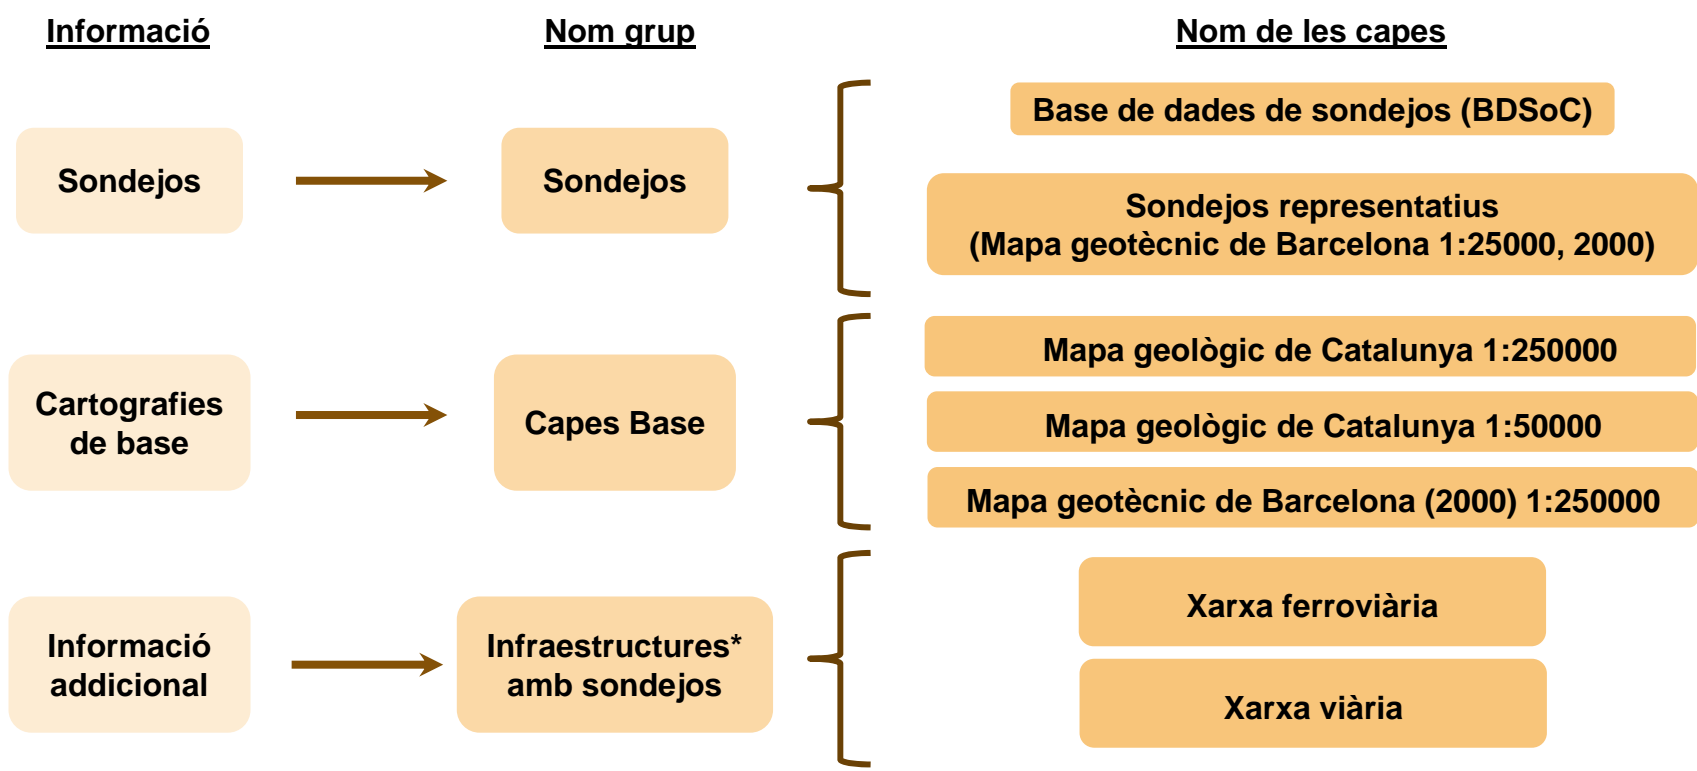 Informació
Nom grup
Nom de les capes
Sondejos
Sondejos
Base de dades de sondejos (BDSoC)
Sondejos representatius
(Mapa geotècnic de Barcelona 1:25000, 2000)
Cartografies
de base
Capes Base
Mapa geològic de Catalunya 1:250000
Mapa geològic de Catalunya 1:50000
Mapa geotècnic de Barcelona (2000) 1:250000
Informació
addicional
Infraestructures*
amb sondejos
Xarxa ferroviària
Xarxa viària